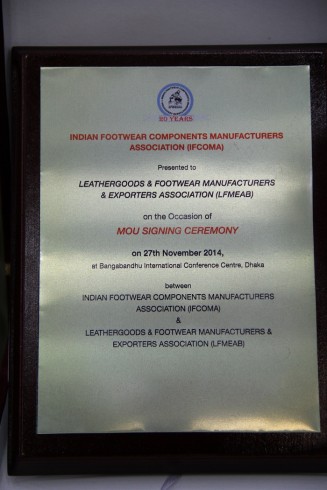 20 YEARS
INDIAN FOOTWEAR COMPONENTS MANUFACTURERS
ASSOCIATION (IFCOMA)
Presented to
LEATHERGOODS & FOOTWEAR MANUFACTURERS
& EXPORTERS ASSOCIATION (LFMEAB)
on the Occasion of
MOU SIGNING CEREMONY
on 27th November 2014,
at Bangabandhu International Conference Centre, Dhaka
between
INDIAN FOOTWEAR COMPONENTS MANUFACTURERS
ASSOCIATION (IFCOMA)
&
LEATHERGOODS & FOOTWEAR MANUFACTURERS &
EXPORTERS ASSOCIATION (LFMEAB)